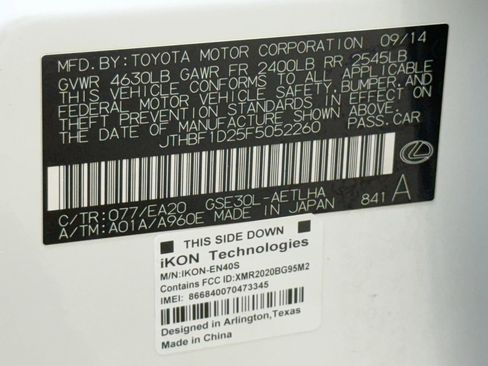 MFD. BY: TOYOTA MOTOR CORPORATION 09/14
GVWR 4630LB GAWR FR 2400LB RR 2545LB
THIS VEHICLE CONFORMS TO ALL APPLICABLE
FEDERAL MOTOR VEHICLE SAFETY, BUMPER AND
THEFT PREVENTION STANDARDS IN EFFECT ON
THE DATE OF MANUFACTURE SHOWN ABOVE.
JTHBF1D25F5052260 PASS.CAR
C/TR: 077/EA20 GSE30L-AETLHA
A/TM: A01A/A960E MADE IN JAPAN 841 A
THIS SIDE DOWN
iKON Technologies
M/N:IKON-EN40S
Contains FCC ID:XMR2020BG95M2
IMEI: 866840070473345
Designed in Arlington,Texas
Made in China